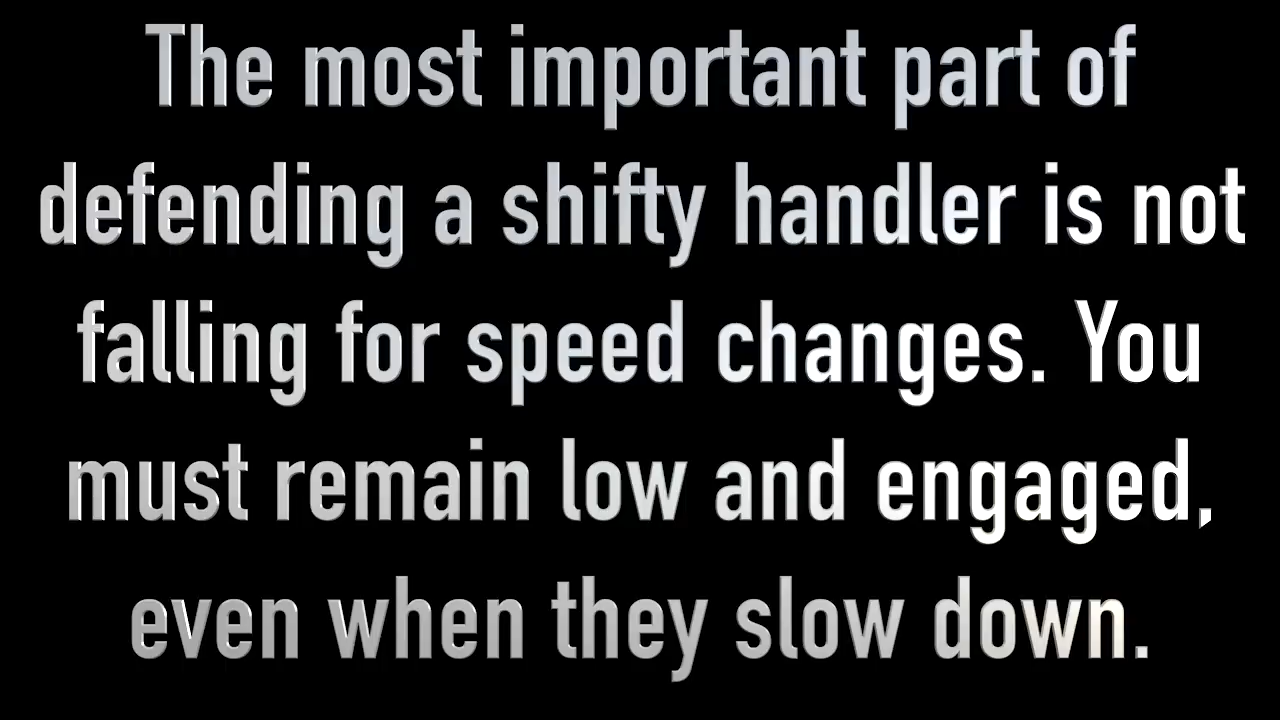 The most important part of
defending a shifty handler is not
falling for speed changes. You
must remain low and engaged,
even when they slow down.